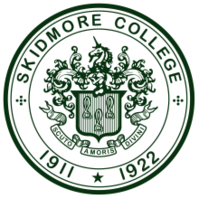 SKIDMORE COLLEGE
SCUTO AMORIS DIVINI
1911 ★ 1922